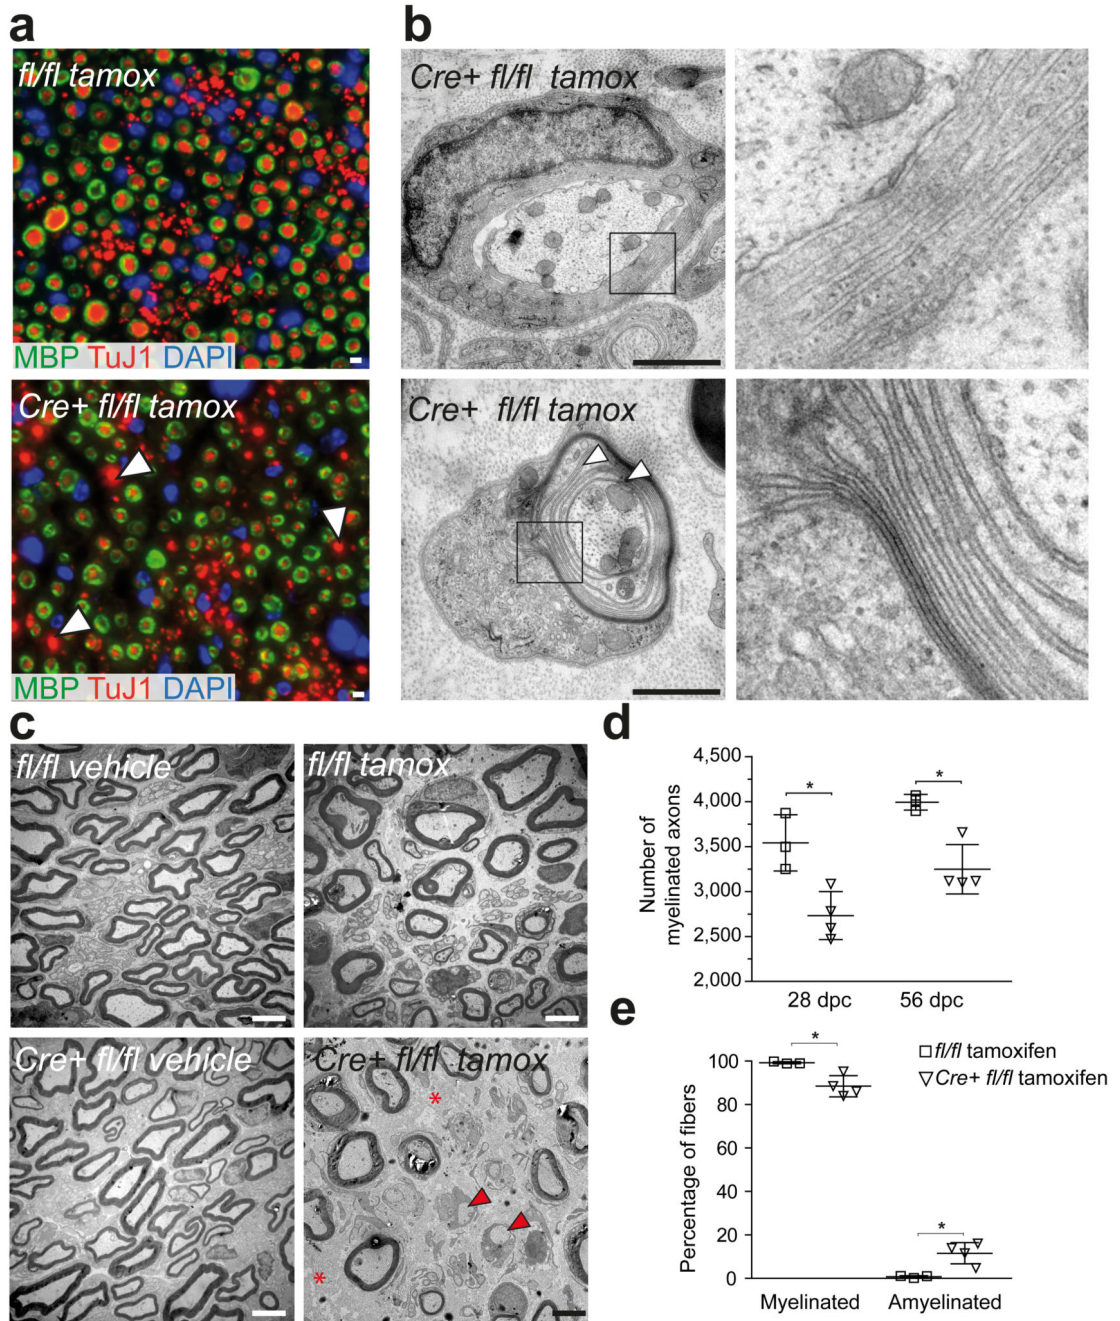 a
fl/fl tamox
MBP TuJ1 DAPI
Cre+ fl/fl tamox
MBP TuJ1 DAPI
b
Cre+ fl/fl tamox
Cre+ fl/fl tamox
c
fl/fl vehicle
fl/fl tamox
Cre+ fl/fl vehicle
Cre+ fl/fl tamox
*
*
d
Number of
myelinated axons
4,500
4,000
3,500
3,000
2,500
2,000
*
*
28 dpc
56 dpc
e
Percentage of fibers
100
80
60
40
20
0
*
*
Myelinated
Amyelinated
fl/fl tamoxifen
Cre+ fl/fl tamoxifen